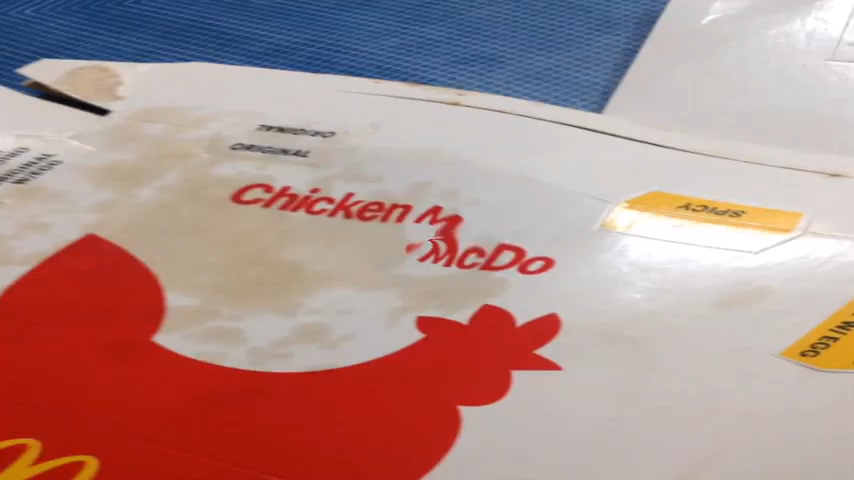 ORIGINAL
ORIGINAL
Chicken M
McDo
SPICY
W/ EGG